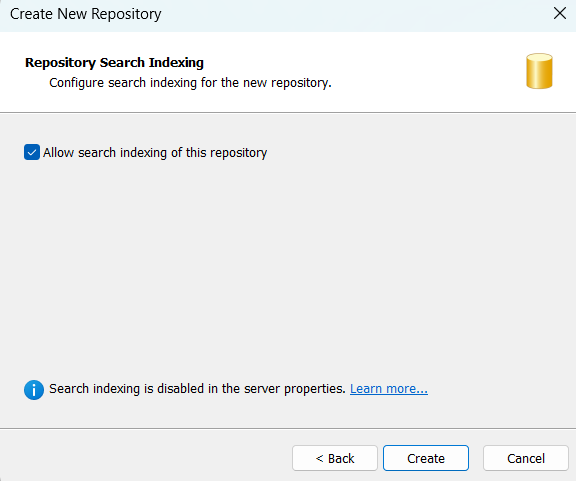 Create New Repository
Repository Search Indexing
Configure search indexing for the new repository.
Allow search indexing of this repository
Search indexing is disabled in the server properties. Learn more...
< Back
Create
Cancel